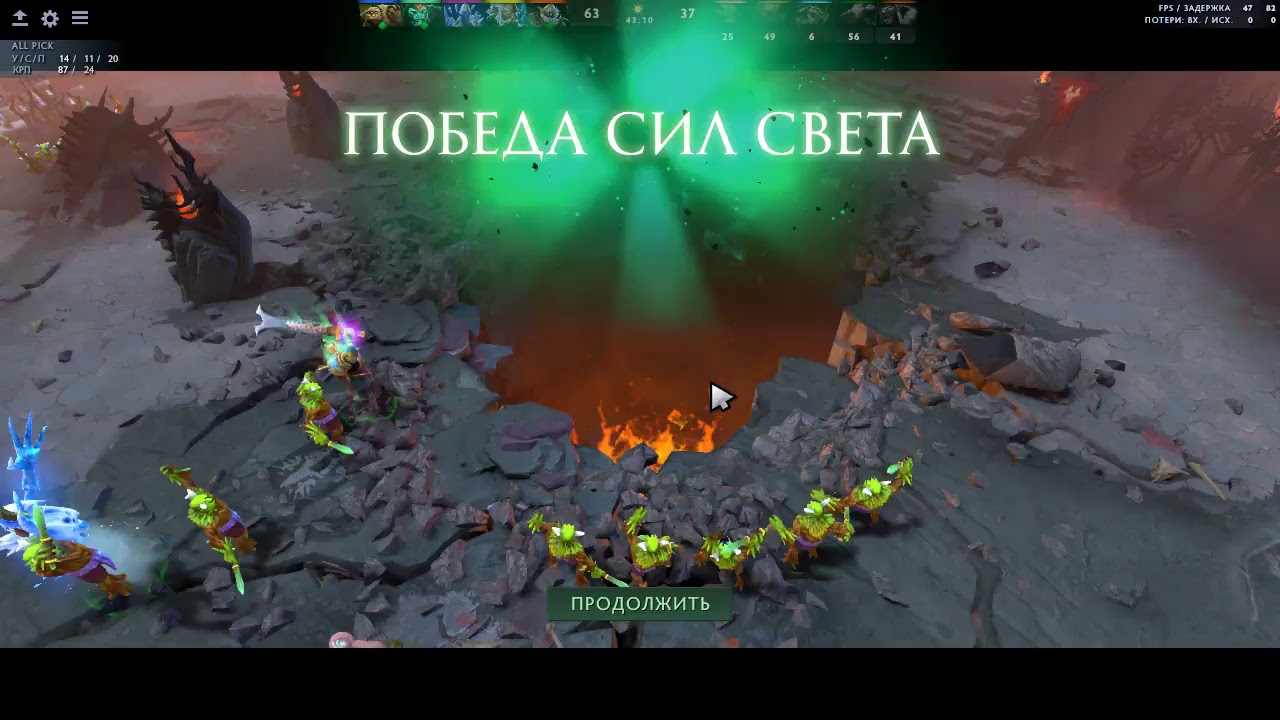 63 43:10 37
25 49 6 56 41
FPS / ЗАДЕРЖКА 47 82
ПОТЕРИ: ВХ. / ИСХ. 0 0
ALL PICK
У/С/П 14 / 11 / 20
КРП 87 / 24
ПОБЕДА СИЛ СВЕТА
ПРОДОЛЖИТЬ